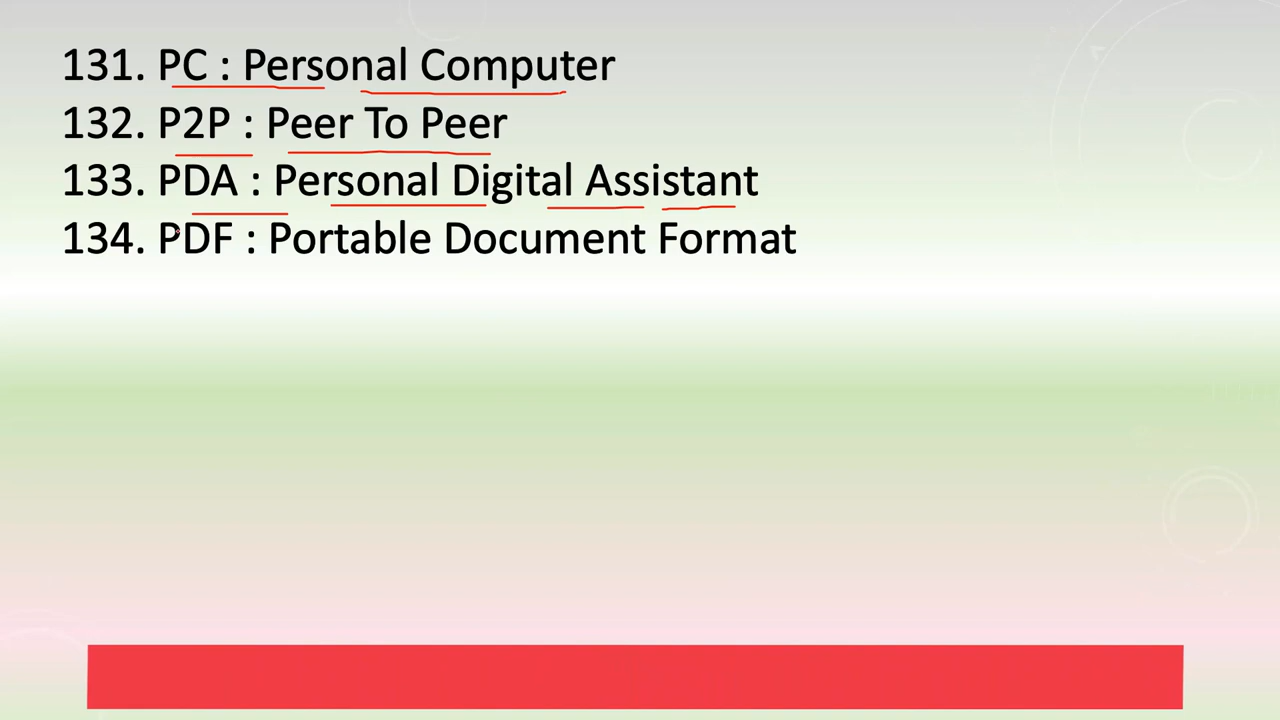 131. PC : Personal Computer
132. P2P : Peer To Peer
133. PDA : Personal Digital Assistant
134. PDF : Portable Document Format